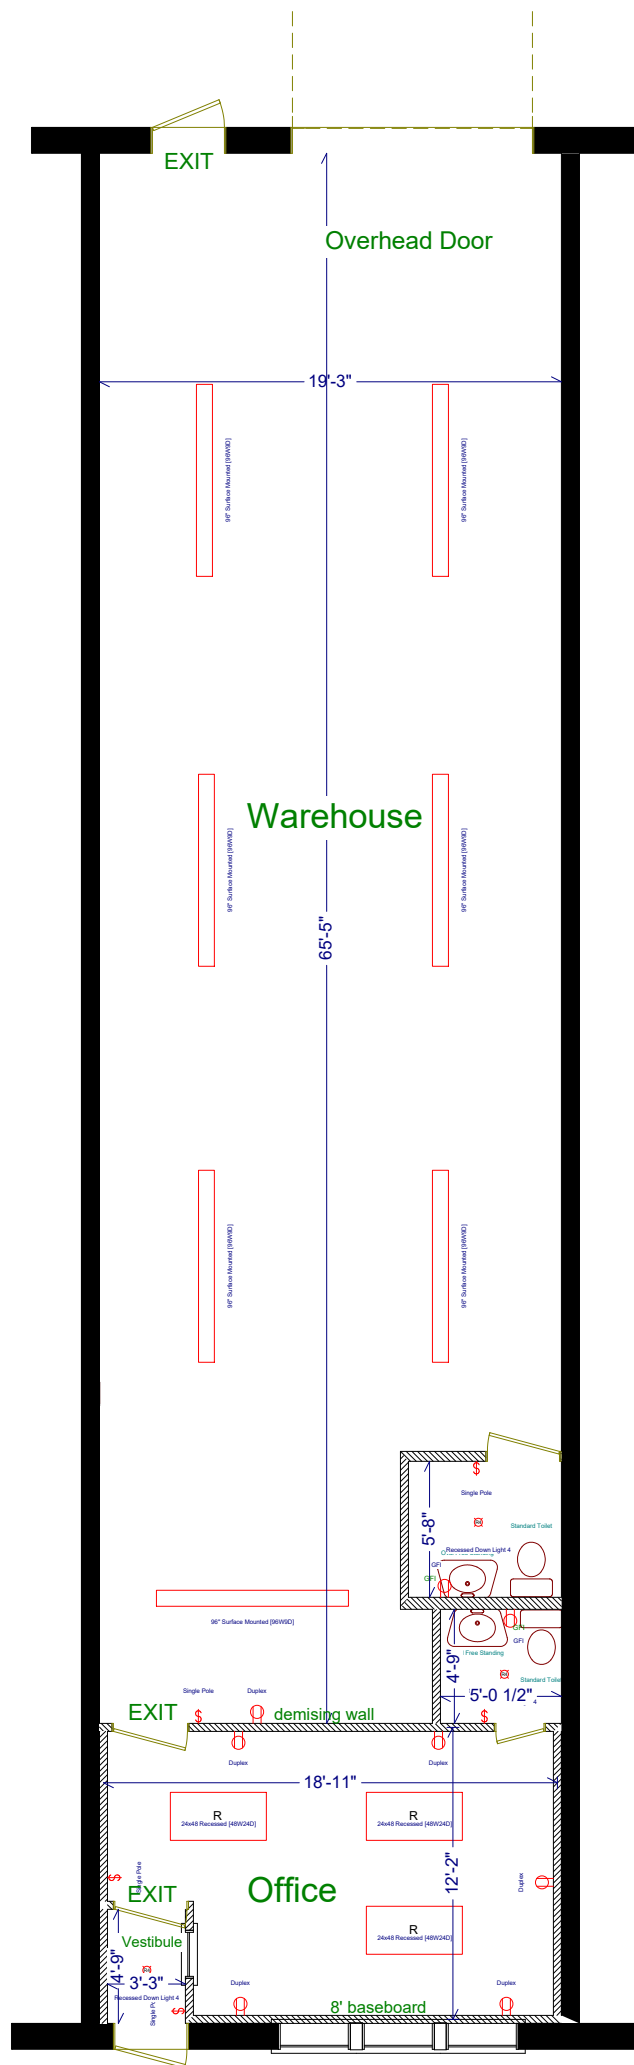 EXIT
Overhead Door
19'-3"
96" Surface Mounted [96W9D]
96" Surface Mounted [96W9D]
Warehouse
96" Surface Mounted [96W9D]
96" Surface Mounted [96W9D]
65'-5"
96" Surface Mounted [96W9D]
96" Surface Mounted [96W9D]
$
Single Pole
Standard Toilet
5'-8"
Recessed Down Light 4
GFI
GFI
96" Surface Mounted [96W9D]
GFI
GFI
Free Standing
4'-9"
Standard Toilet
5'-0 1/2"
4
Single Pole
Duplex
EXIT
$
demising wall
$
Duplex
Duplex
18'-11"
R
24x48 Recessed [48W24D]
R
24x48 Recessed [48W24D]
12'-2"
$
Single Pole
EXIT
Office
Duplex
R
24x48 Recessed [48W24D]
Vestibule
4'-9"
3'-3"
Recessed Down Light 4
$
Duplex
Duplex
8' baseboard